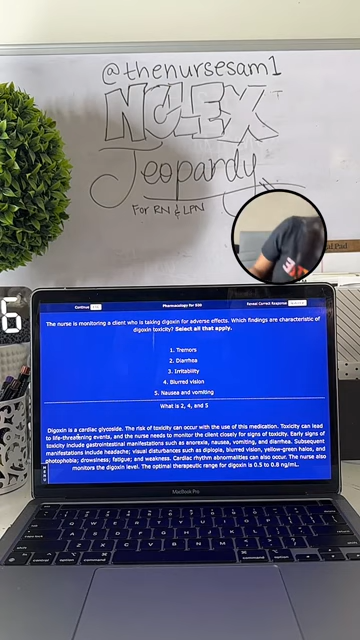 @thenursesam1
NCLEX
Jeopardy
For RN & LPN
6
Continue
Pharmacology for 500
Reveal Correct Response
The nurse is monitoring a client who is taking digoxin for adverse effects. Which findings are characteristic of
digoxin toxicity? Select all that apply.
1. Tremors
2. Diarrhea
3. Irritability
4. Blurred vision
5. Nausea and vomiting
What is 2, 4, and 5
Digoxin is a cardiac glycoside. The risk of toxicity can occur with the use of this medication. Toxicity can lead
to life-threatening events, and the nurse needs to monitor the client closely for signs of toxicity. Early signs of
toxicity include gastrointestinal manifestations such as anorexia, nausea, vomiting, and diarrhea. Subsequent
manifestations include headache; visual disturbances such as diplopia, blurred vision, yellow-green halos, and
photophobia; drowsiness; fatigue; and weakness. Cardiac rhythm abnormalities can also occur. The nurse also
monitors the digoxin level. The optimal therapeutic range for digoxin is 0.5 to 0.8 ng/mL.
MacBook Pro